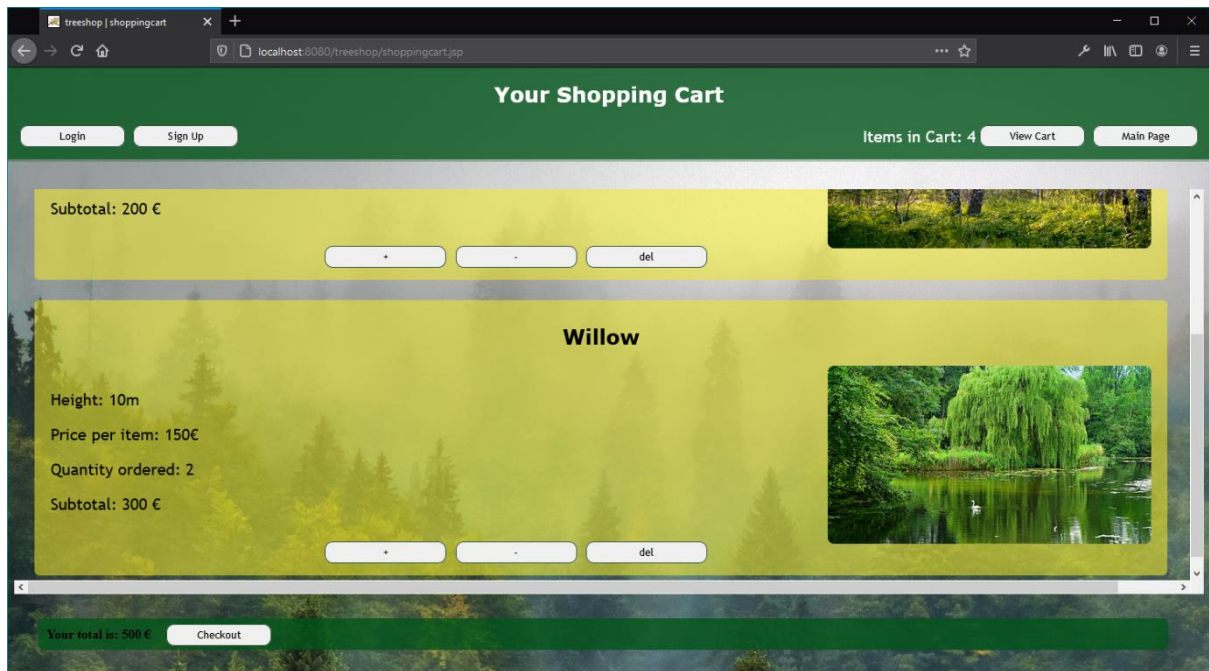 treeshop | shoppingcart
localhost:8080/treeshop/shoppingcart.jsp
Your Shopping Cart
Login Sign Up Items in Cart: 4 View Cart Main Page
Subtotal: 200 €
+ - del
Willow
Height: 10m
Price per item: 150€
Quantity ordered: 2
Subtotal: 300 €
+ - del
Your total is: 500 € Checkout